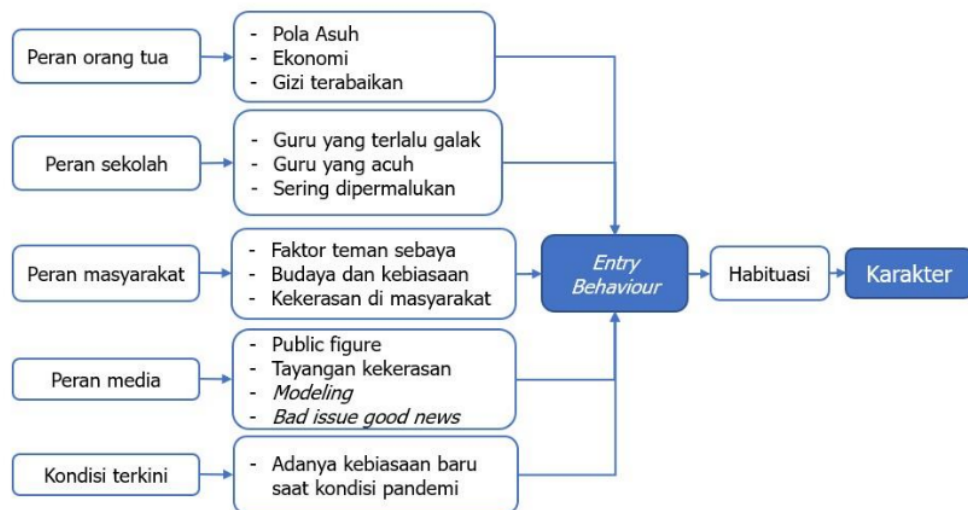 Peran orang tua
- Pola Asuh
- Ekonomi
- Gizi terabaikan
Peran sekolah
- Guru yang terlalu galak
- Guru yang acuh
- Sering dipermalukan
Peran masyarakat
- Faktor teman sebaya
- Budaya dan kebiasaan
- Kekerasan di masyarakat
Peran media
- Public figure
- Tayangan kekerasan
- Modeling
- Bad issue good news
Kondisi terkini
- Adanya kebiasaan baru
saat kondisi pandemi
Entry
Behaviour
Habituasi
Karakter